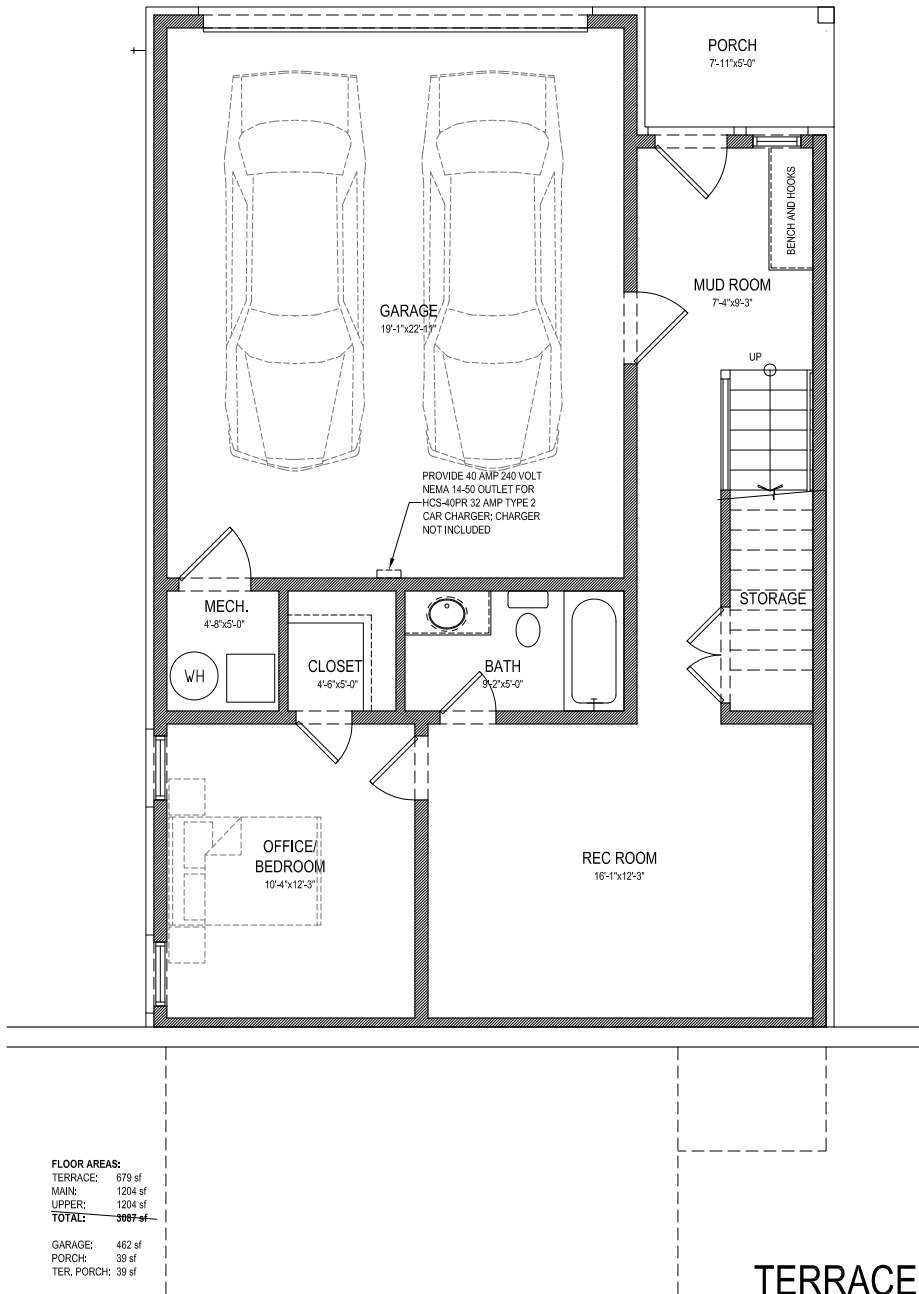 PORCH
7'-11"x5'-0"
BENCH AND HOOKS
MUD ROOM
7'-4"x9'-3"
GARAGE
19'-1"x22'-11"
UP
PROVIDE 40 AMP 240 VOLT
NEMA 14-50 OUTLET FOR
HCS-40PR 32 AMP TYPE 2
CAR CHARGER; CHARGER
NOT INCLUDED
MECH.
4'-8"x5'-0"
WH
CLOSET
4'-6"x5'-0"
BATH
9'-2"x5'-0"
STORAGE
OFFICE/
BEDROOM
10'-4"x12'-3"
REC ROOM
16'-1"x12'-3"
FLOOR AREAS:
TERRACE: 679 sf
MAIN: 1204 sf
UPPER: 1204 sf
TOTAL: 3087 sf
GARAGE: 462 sf
PORCH: 39 sf
TER. PORCH: 39 sf
TERRACE